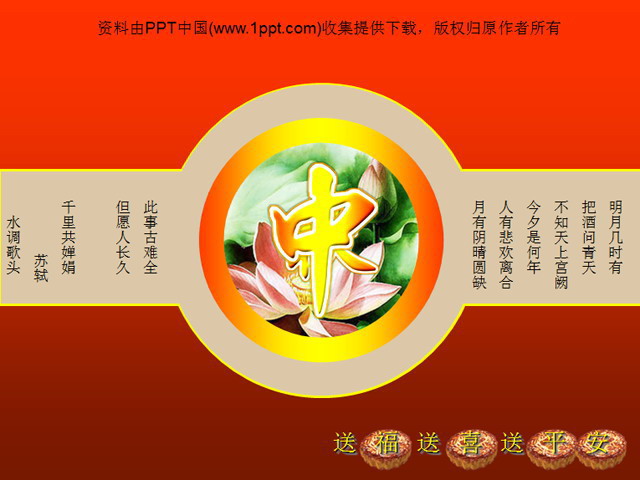 资料由PPT中国(www.1ppt.com)收集提供下载，版权归原作者所有
明月几时有
把酒问青天
不知天上宫阙
今夕是何年
人有悲欢离合
月有阴晴圆缺
中
此事古难全
但愿人长久
千里共婵娟
苏轼
水调歌头
送福送喜送平安